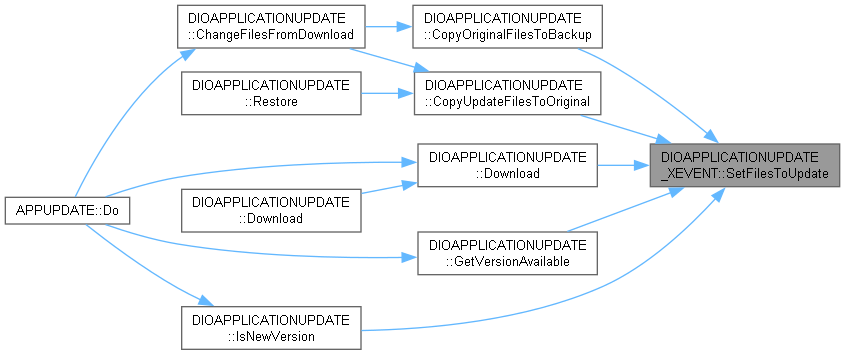 DIOAPPLICATIONUPDATE
::ChangeFilesFromDownload
DIOAPPLICATIONUPDATE
::CopyOriginalFilesToBackup
DIOAPPLICATIONUPDATE
::Restore
DIOAPPLICATIONUPDATE
::CopyUpdateFilesToOriginal
DIOAPPLICATIONUPDATE
_XEVENT::SetFilesToUpdate
DIOAPPLICATIONUPDATE
::Download
APPUPDATE::Do
DIOAPPLICATIONUPDATE
::Download
DIOAPPLICATIONUPDATE
::GetVersionAvailable
DIOAPPLICATIONUPDATE
::IsNewVersion